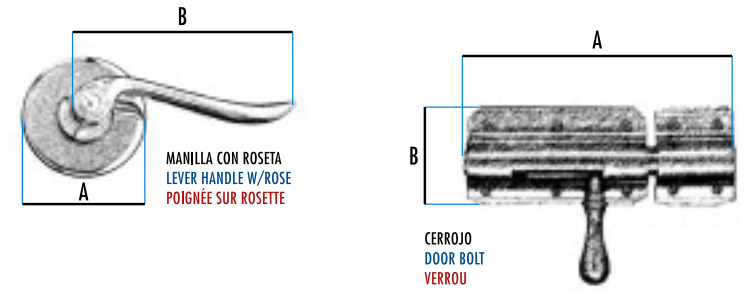 B
A
MANILLA CON ROSETA
LEVER HANDLE W/ROSE
POIGNÉE SUR ROSETTE
A
B
CERROJO
DOOR BOLT
VERROU